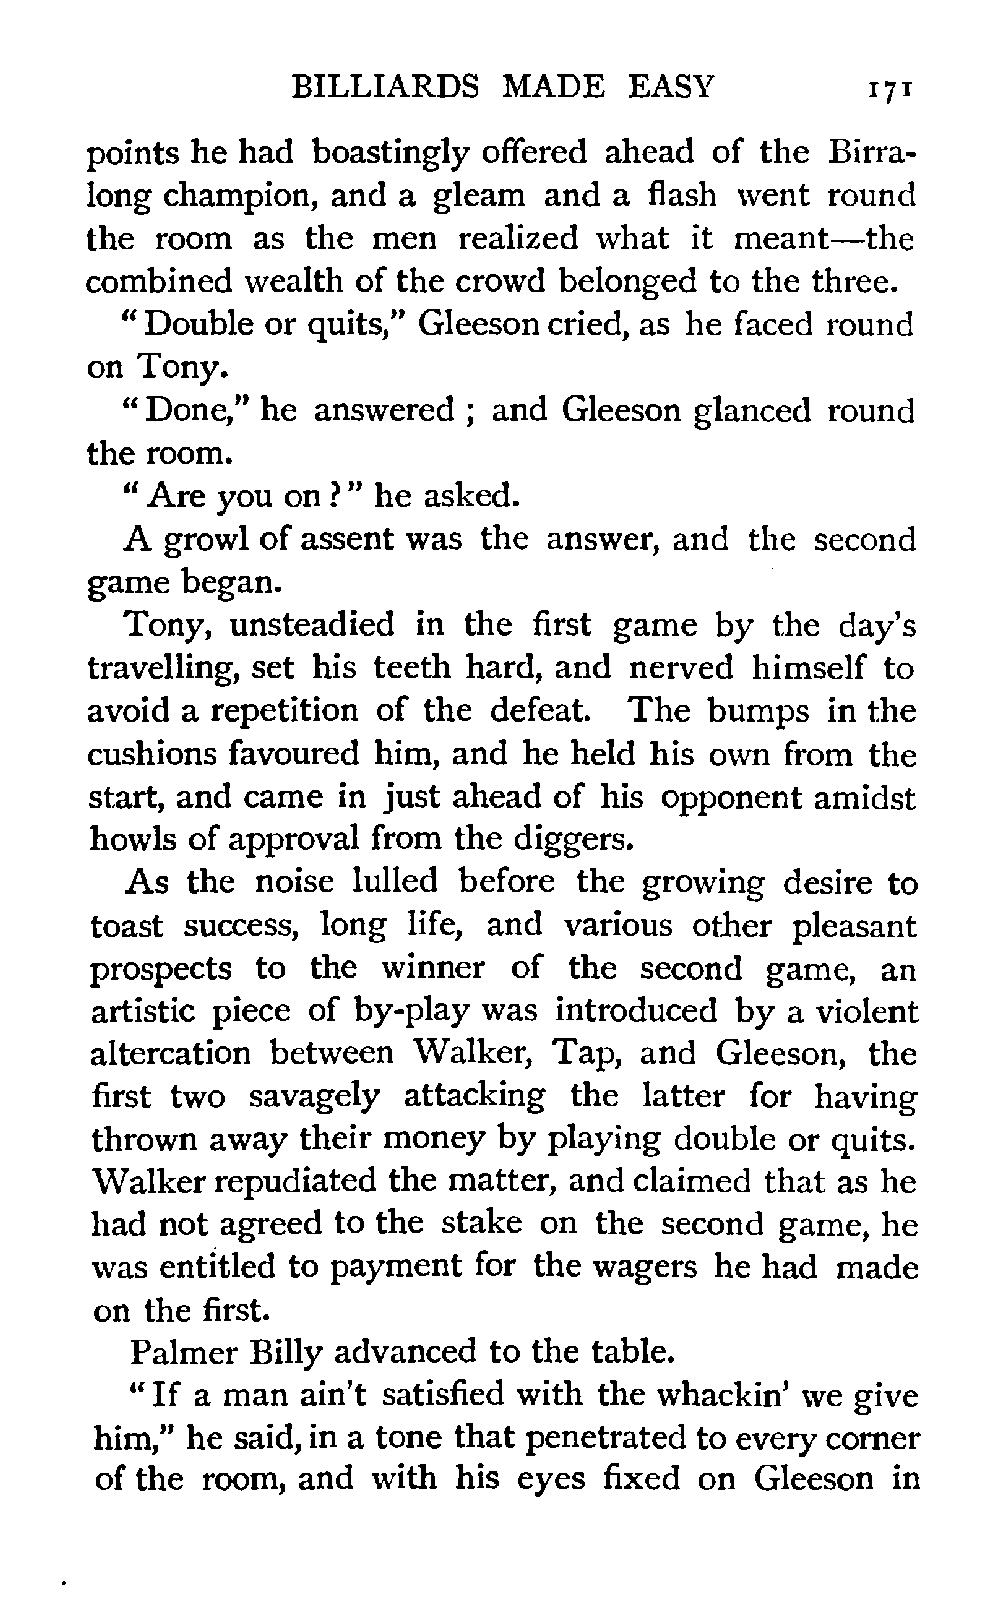 BILLIARDS MADE EASY 171
points he had boastingly offered ahead of the Birra-
long champion, and a gleam and a flash went round
the room as the men realized what it meant—the
combined wealth of the crowd belonged to the three.
“Double or quits,” Gleeson cried, as he faced round
on Tony.
“Done,” he answered ; and Gleeson glanced round
the room.
“Are you on ?” he asked.
A growl of assent was the answer, and the second
game began.
Tony, unsteadied in the first game by the day's
travelling, set his teeth hard, and nerved himself to
avoid a repetition of the defeat. The bumps in the
cushions favoured him, and he held his own from the
start, and came in just ahead of his opponent amidst
howls of approval from the diggers.
As the noise lulled before the growing desire to
toast success, long life, and various other pleasant
prospects to the winner of the second game, an
artistic piece of by-play was introduced by a violent
altercation between Walker, Tap, and Gleeson, the
first two savagely attacking the latter for having
thrown away their money by playing double or quits.
Walker repudiated the matter, and claimed that as he
had not agreed to the stake on the second game, he
was entitled to payment for the wagers he had made
on the first.
Palmer Billy advanced to the table.
“If a man ain't satisfied with the whackin' we give
him,” he said, in a tone that penetrated to every corner
of the room, and with his eyes fixed on Gleeson in